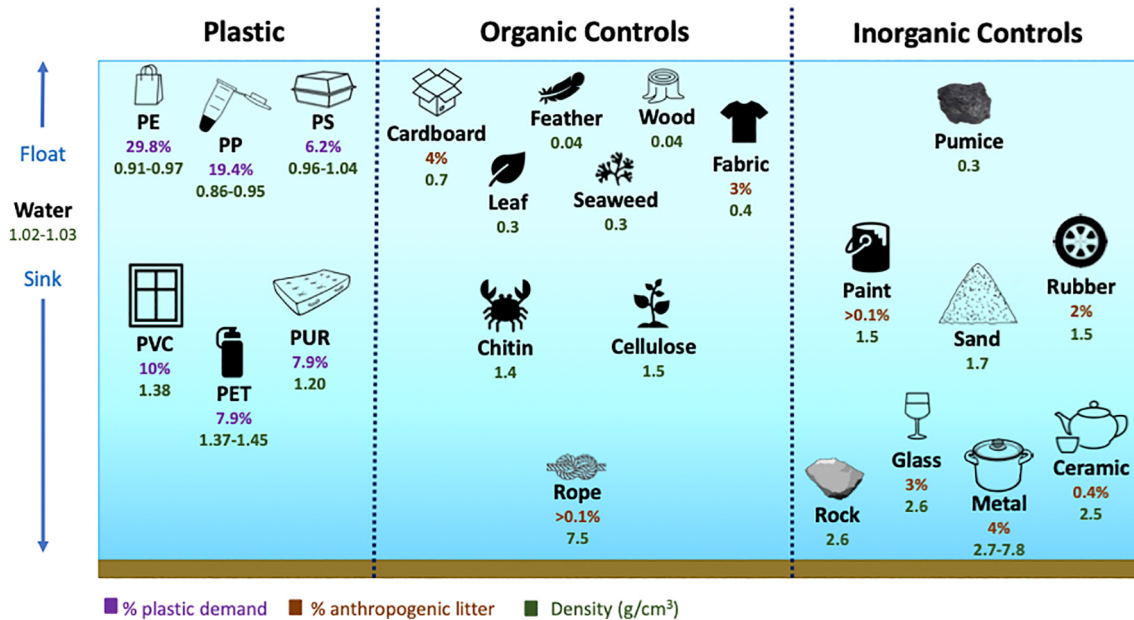 Plastic
Organic Controls
Inorganic Controls
Float
Water
1.02-1.03
Sink
PE
29.8%
0.91-0.97
PP
19.4%
0.86-0.95
PS
6.2%
0.96-1.04
PVC
10%
1.38
PET
7.9%
1.37-1.45
PUR
7.9%
1.20
Cardboard
4%
0.7
Feather
0.04
Wood
0.04
Fabric
3%
0.4
Leaf
0.3
Seaweed
0.3
Chitin
1.4
Cellulose
1.5
Rope
>0.1%
7.5
Pumice
0.3
Paint
>0.1%
1.5
Sand
1.7
Rubber
2%
1.5
Rock
2.6
Glass
3%
2.6
Metal
4%
2.7-7.8
Ceramic
0.4%
2.5
% plastic demand
% anthropogenic litter
Density (g/cm³)